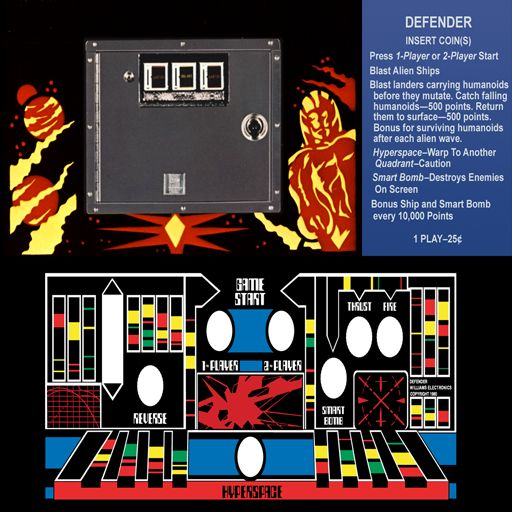 DEFENDER
INSERT COIN(S)
Press 1-Player or 2-Player Start
Blast Alien Ships
Blast landers carrying humanoids
before they mutate. Catch falling
humanoids—500 points. Return
them to surface—500 points.
Bonus for surviving humanoids
after each alien wave.
Hyperspace–Warp To Another
Quadrant–Caution
Smart Bomb–Destroys Enemies
On Screen
Bonus Ship and Smart Bomb
every 10,000 Points
1 PLAY–25¢
GAME
START
THRUST FIRE
1-PLAYER 2-PLAYER
REVERSE
SMART
BOMB
DEFENDER
WILLIAMS ELECTRONICS
COPYRIGHT 1980
HYPERSPACE